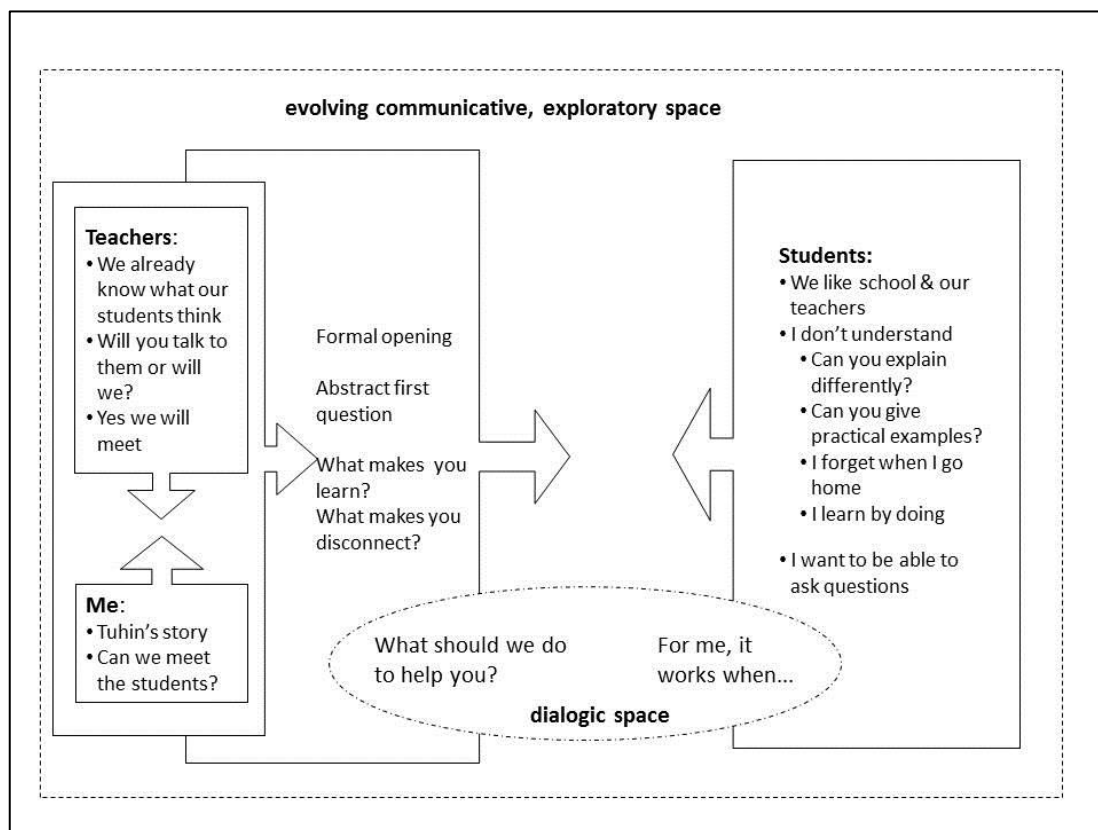 evolving communicative, exploratory space
Teachers:
• We already
know what our
students think
• Will you talk to
them or will
we?
• Yes we will
meet
Me:
• Tuhin’s story
• Can we meet
the students?
Formal opening
Abstract first
question
What makes you
learn?
What makes you
disconnect?
Students:
• We like school & our
teachers
• I don’t understand
• Can you explain
differently?
• Can you give
practical examples?
• I forget when I go
home
• I learn by doing
• I want to be able to
ask questions
What should we do
to help you?
For me, it
works when...
dialogic space